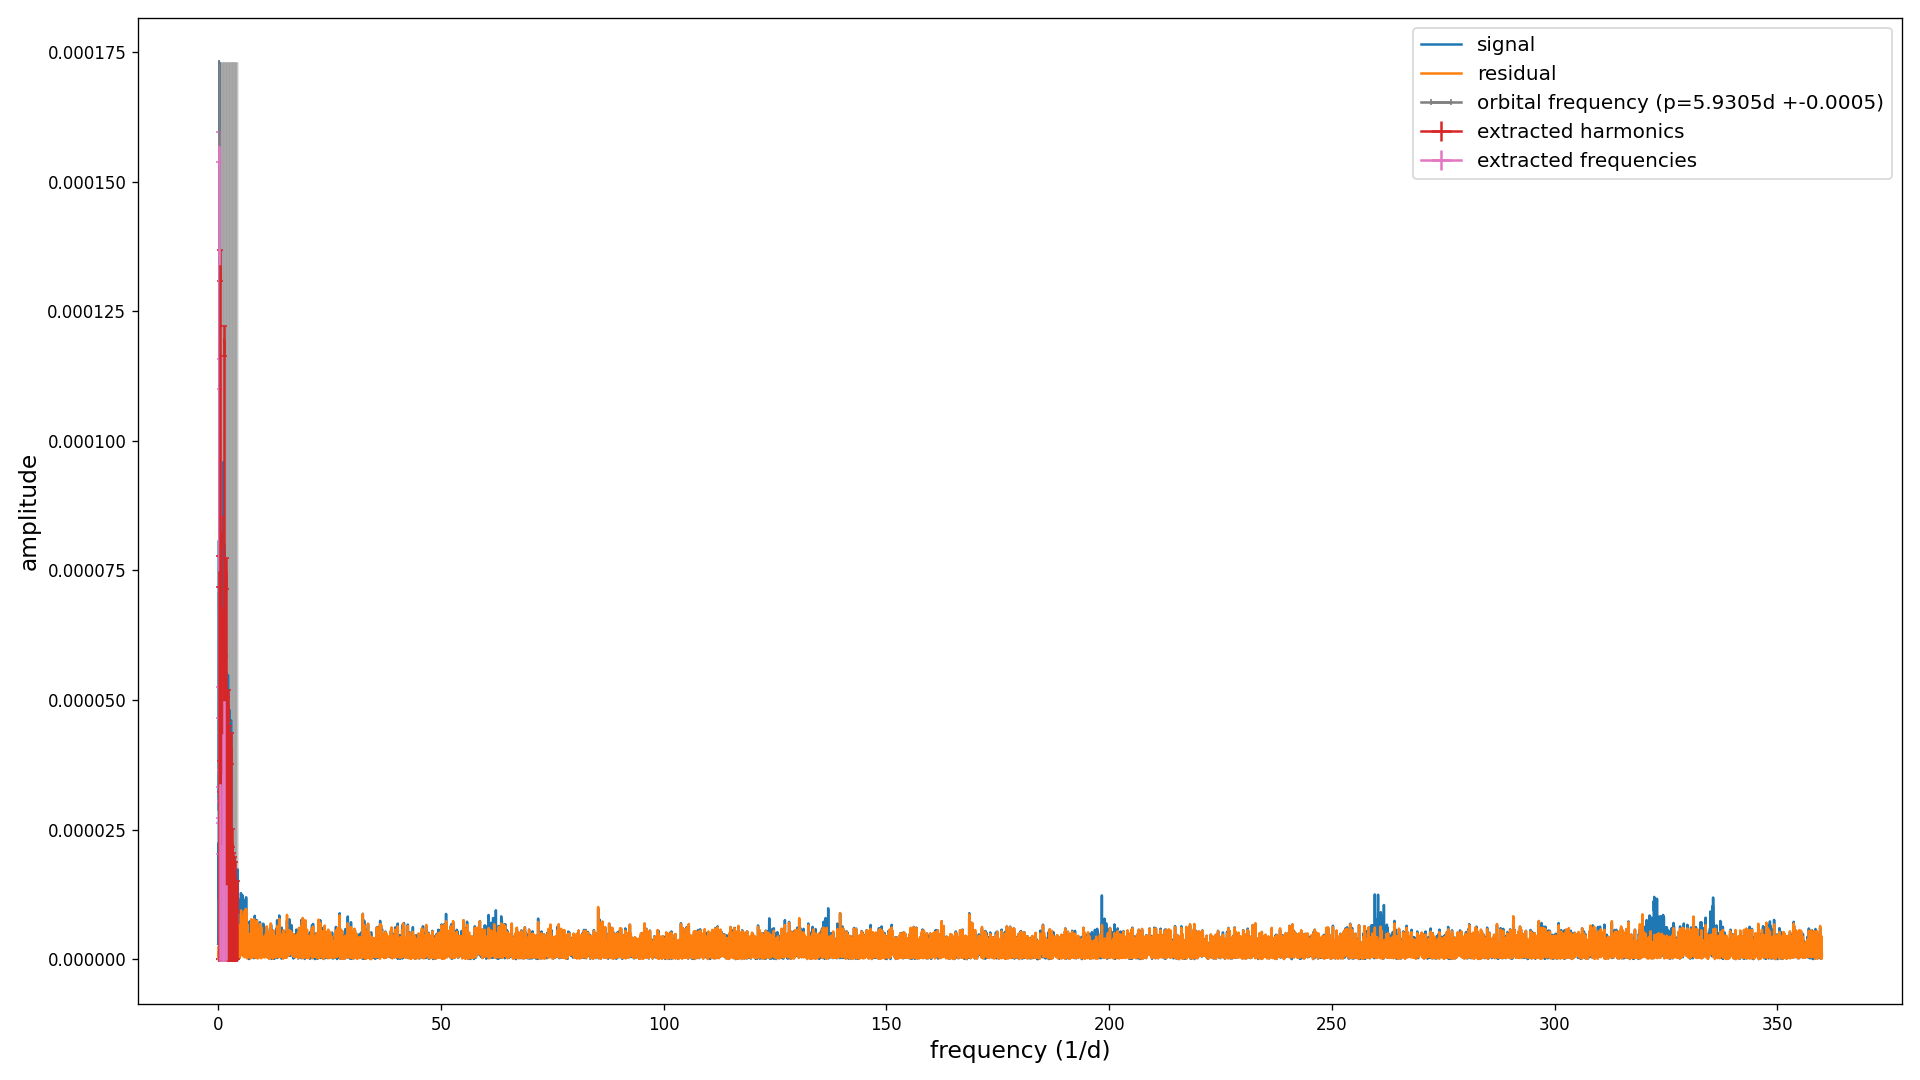 signal
residual
orbital frequency (p=5.9305d +-0.0005)
extracted harmonics
extracted frequencies
amplitude
0.000175
0.000150
0.000125
0.000100
0.000075
0.000050
0.000025
0.000000
0 50 100 150 200 250 300 350
frequency (1/d)